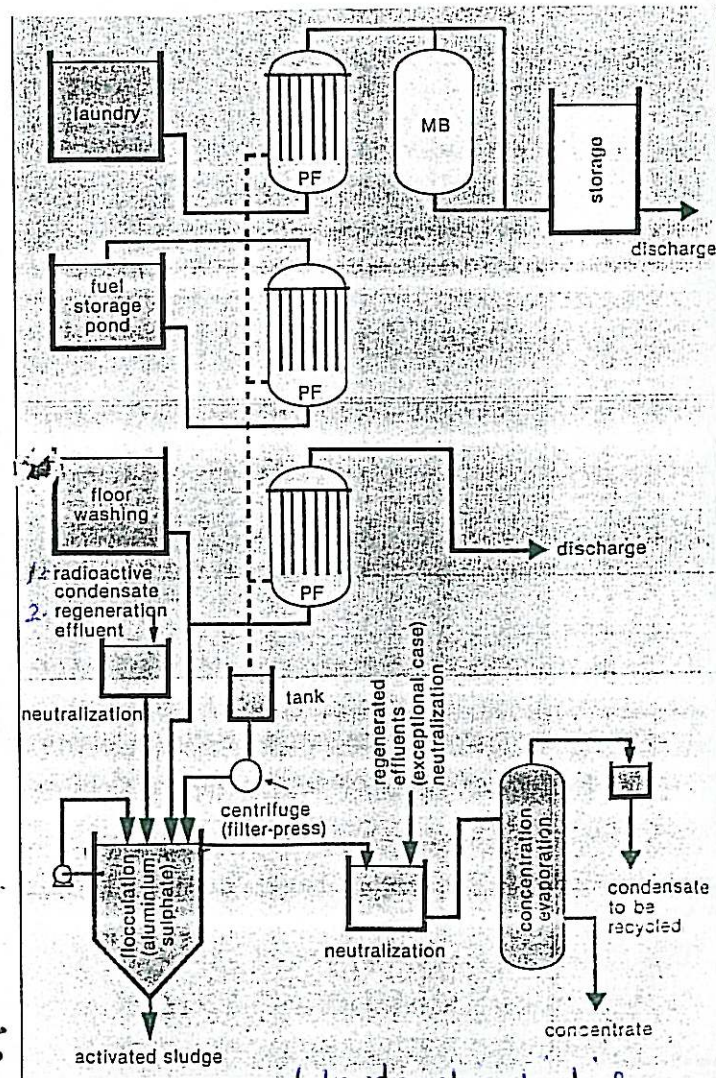 laundry
PF
MB
storage
discharge
fuel
storage
pond
PF
floor
washing
PF
discharge
1- radioactive
condensate
2- regeneration
effluent
neutralization
tank
centrifuge
(filter-press)
regenerated
effluents
(exceptional case)
neutralization
flocculation
(aluminium
sulphate)
neutralization
concentration
evaporation
condensate
to be
recycled
concentrate
activated sludge